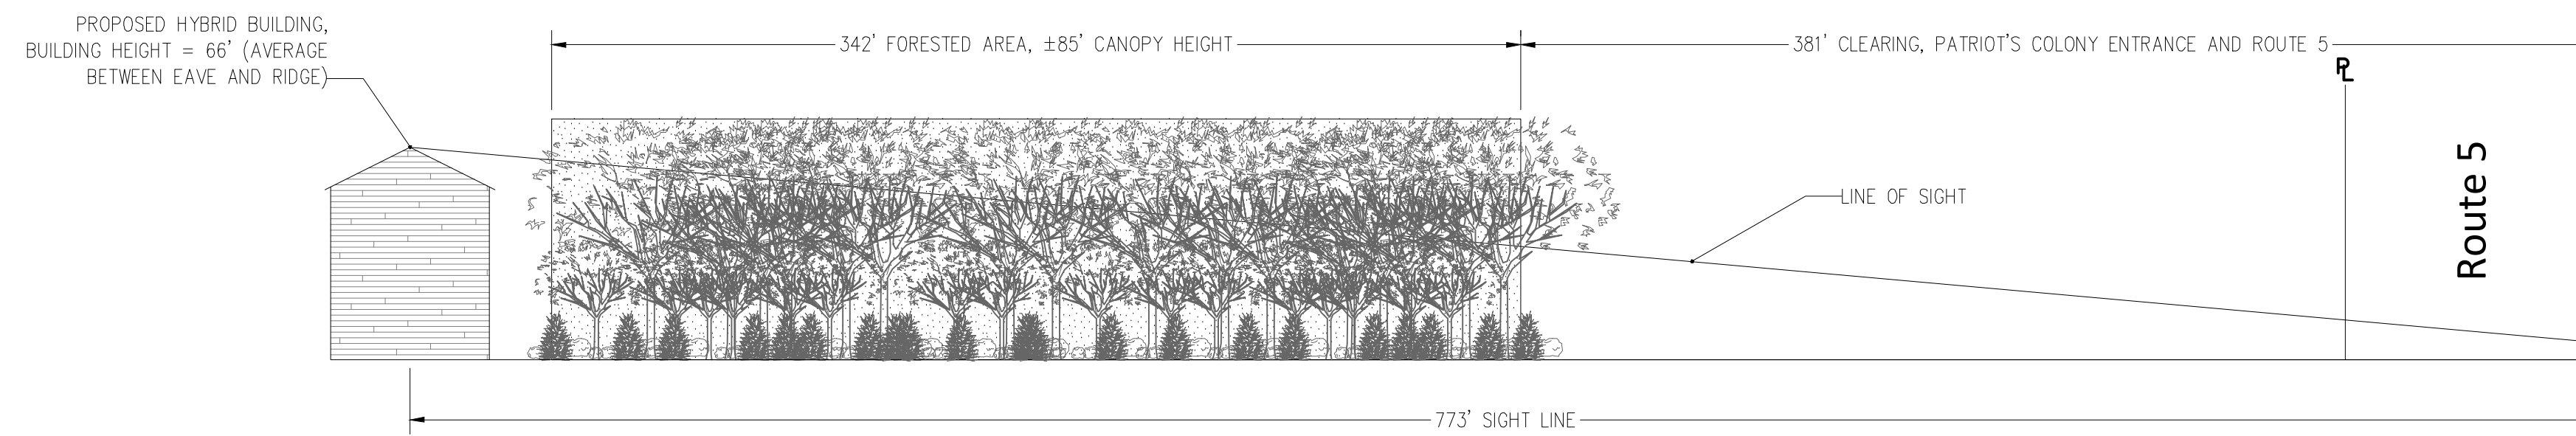 PROPOSED HYBRID BUILDING,
BUILDING HEIGHT = 66' (AVERAGE
BETWEEN EAVE AND RIDGE)
342' FORESTED AREA, ±85' CANOPY HEIGHT
381' CLEARING, PATRIOT'S COLONY ENTRANCE AND ROUTE 5
PL
Route 5
LINE OF SIGHT
773' SIGHT LINE